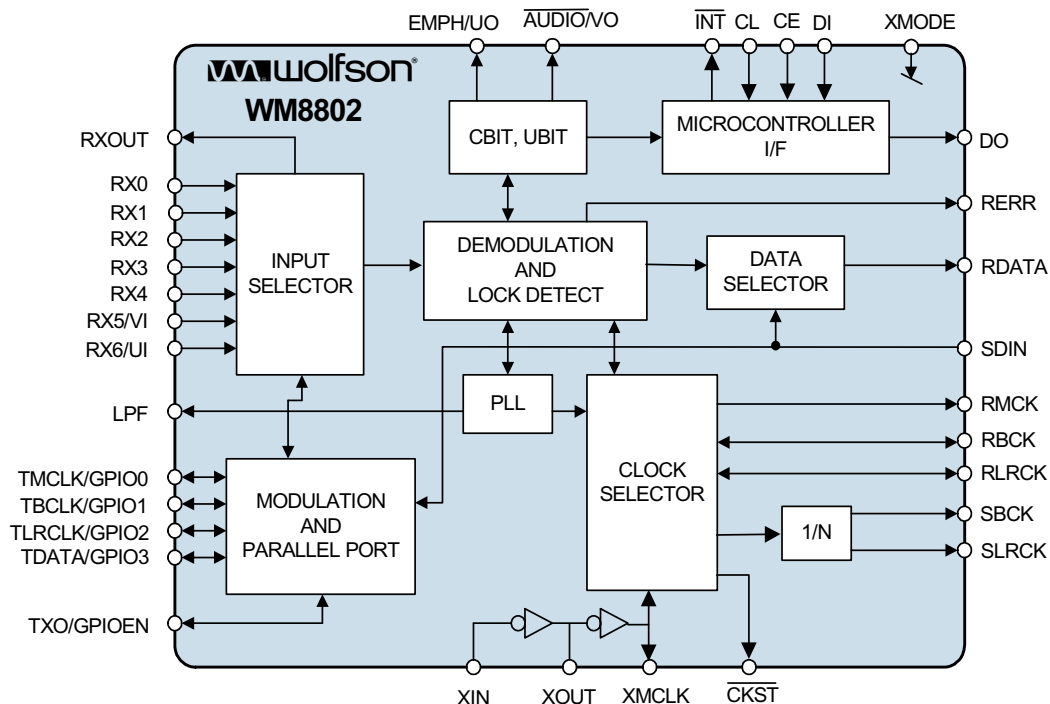 EMPH/UO
AUDIO/VO
INT
CL
CE
DI
XMODE
wolfson®
WM8802
RXOUT
CBIT, UBIT
MICROCONTROLLER
I/F
DO
RX0
RX1
RX2
RX3
RX4
RX5/VI
RX6/UI
INPUT
SELECTOR
DEMODULATION
AND
LOCK DETECT
DATA
SELECTOR
RERR
RDATA
SDIN
LPF
PLL
CLOCK
SELECTOR
RMCK
RBCK
RLRCK
TMCLK/GPIO0
TBCLK/GPIO1
TLRCLK/GPIO2
TDATA/GPIO3
MODULATION
AND
PARALLEL PORT
1/N
SBCK
SLRCK
TXO/GPIOEN
XIN
XOUT
XMCLK
CKST